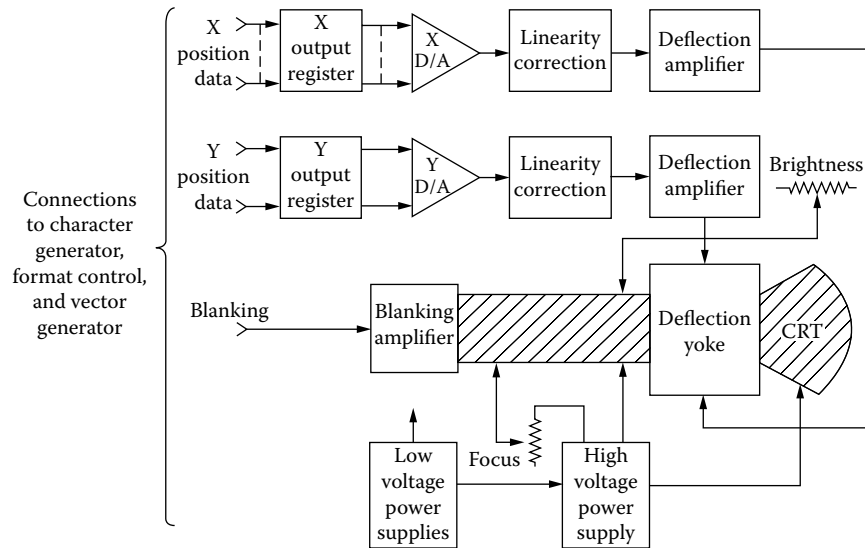 X
position
data
X
output
register
X
D/A
Linearity
correction
Deflection
amplifier
Y
position
data
Y
output
register
Y
D/A
Linearity
correction
Deflection
amplifier
Brightness
Connections
to character
generator,
format control,
and vector
generator
Blanking
Blanking
amplifier
Deflection
yoke
CRT
Low
voltage
power
supplies
Focus
High
voltage
power
supply